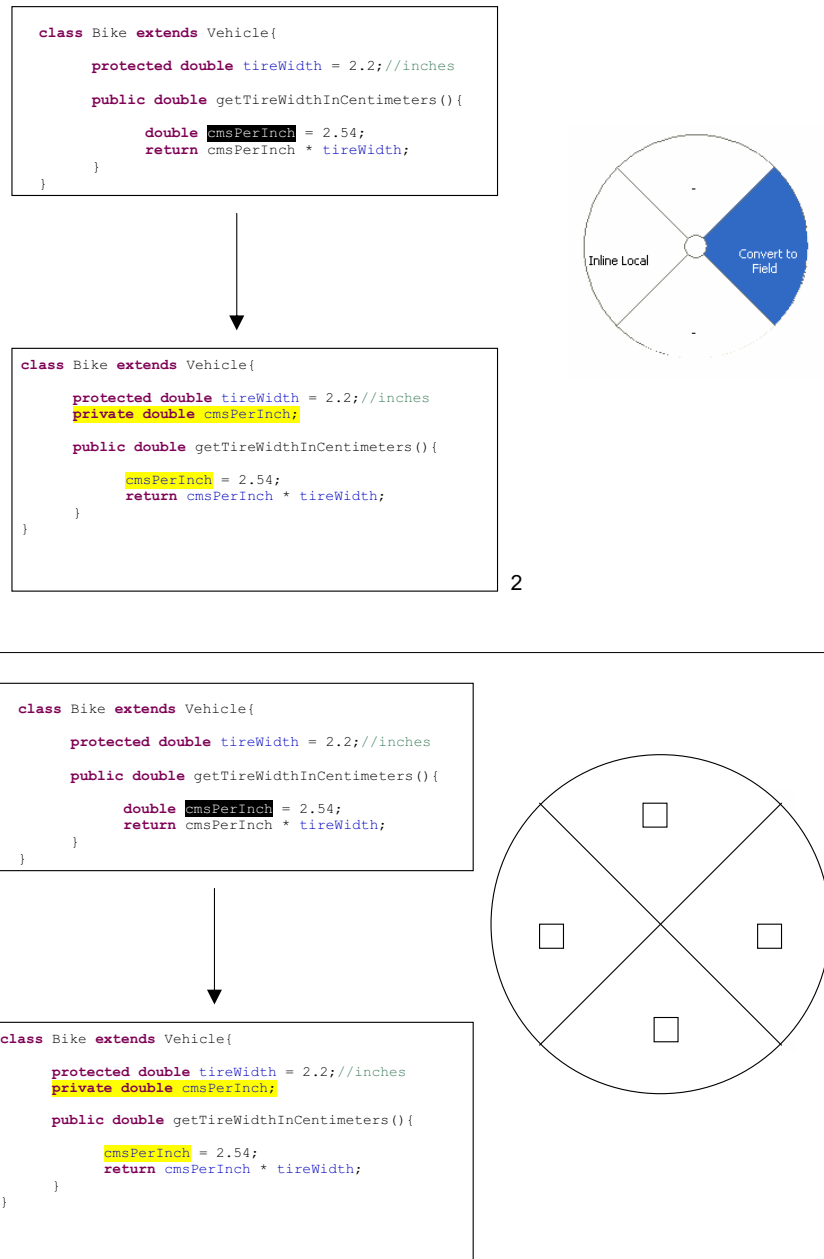 class Bike extends Vehicle{
protected double tireWidth = 2.2;//inches
public double getTireWidthInCentimeters(){
double cmsPerInch = 2.54;
return cmsPerInch * tireWidth;
}
}
-
Inline Local
Convert to
Field
-
class Bike extends Vehicle{
protected double tireWidth = 2.2;//inches
private double cmsPerInch;
public double getTireWidthInCentimeters(){
cmsPerInch = 2.54;
return cmsPerInch * tireWidth;
}
}
2
class Bike extends Vehicle{
protected double tireWidth = 2.2;//inches
public double getTireWidthInCentimeters(){
double cmsPerInch = 2.54;
return cmsPerInch * tireWidth;
}
}
class Bike extends Vehicle{
protected double tireWidth = 2.2;//inches
private double cmsPerInch;
public double getTireWidthInCentimeters(){
cmsPerInch = 2.54;
return cmsPerInch * tireWidth;
}
}